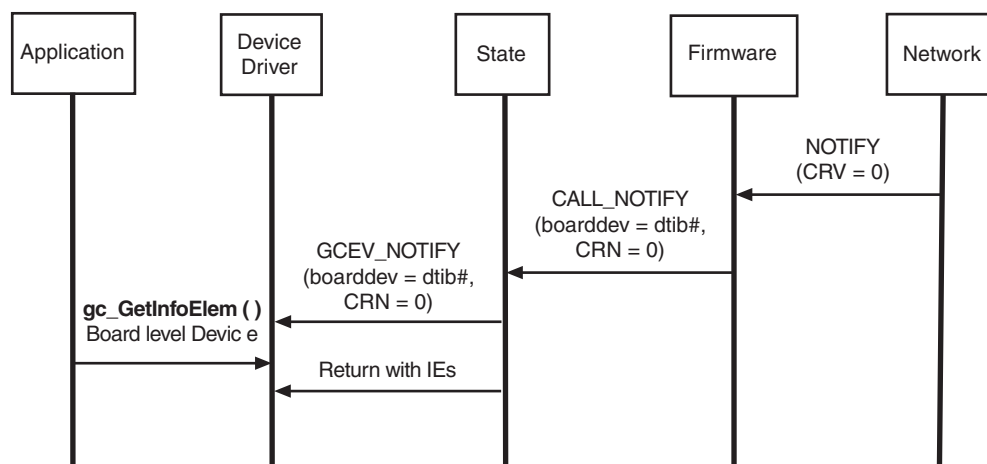 Application
Device
Driver
State
Firmware
Network
NOTIFY
(CRV = 0)
CALL_NOTIFY
(boarddev = dtib#,
CRN = 0)
GCEV_NOTIFY
(boarddev = dtib#,
CRN = 0)
gc_GetInfoElem ( )
Board level Devic e
Return with IEs